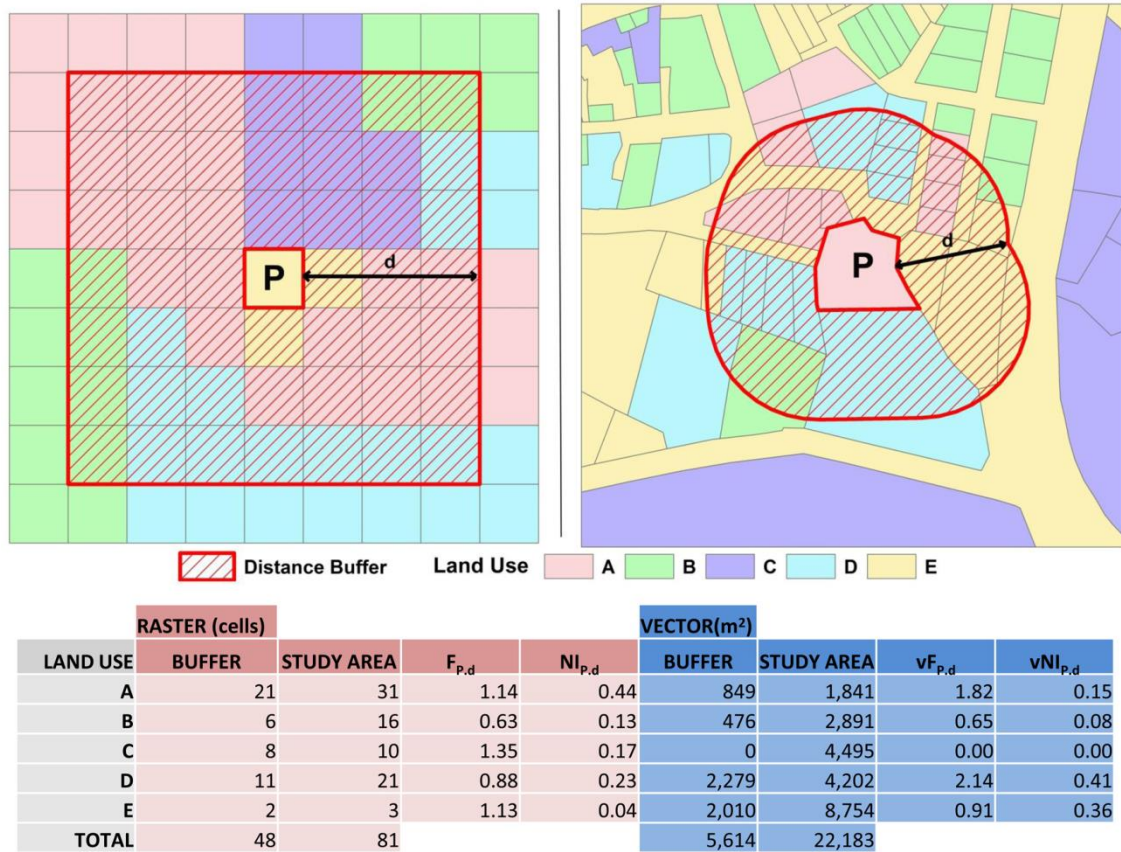 P
d
P
d
Distance Buffer Land Use A B C D E
RASTER (cells) VECTOR(m²)
LAND USE BUFFER STUDY AREA F_P.d NI_P.d BUFFER STUDY AREA vF_P.d vNI_P.d
A 21 31 1.14 0.44 849 1,841 1.82 0.15
B 6 16 0.63 0.13 476 2,891 0.65 0.08
C 8 10 1.35 0.17 0 4,495 0.00 0.00
D 11 21 0.88 0.23 2,279 4,202 2.14 0.41
E 2 3 1.13 0.04 2,010 8,754 0.91 0.36
TOTAL 48 81 5,614 22,183